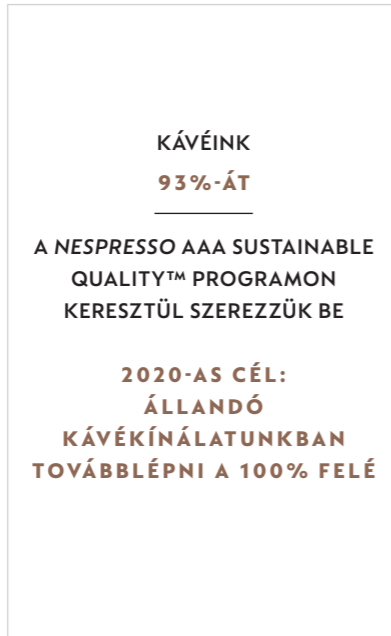 KÁVÉINK
93%-ÁT
A NESPRESSO AAA SUSTAINABLE
QUALITY™ PROGRAMON
KERESZTÜL SZEREZZÜK BE
2020-AS CÉL:
ÁLLANDÓ
KÁVÉKÍNÁLATUNKBAN
TOVÁBBLÉPNI A 100% FELÉ